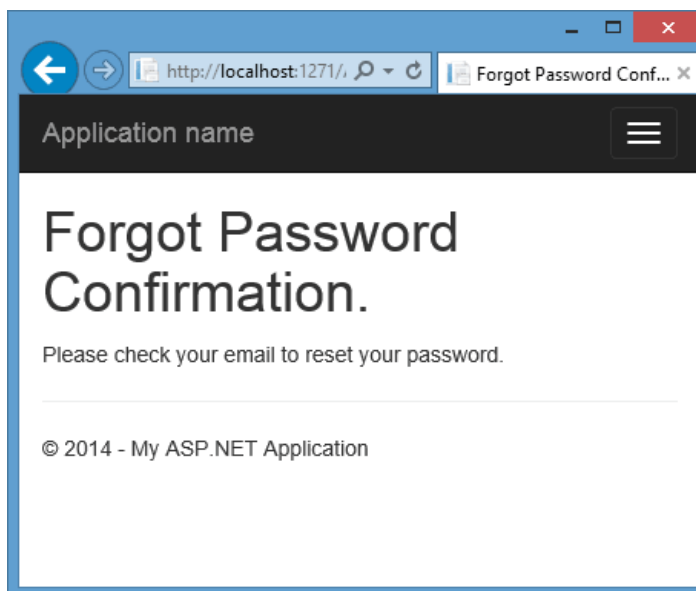 http://localhost:1271/
Forgot Password Conf...
Application name
Forgot Password
Confirmation.
Please check your email to reset your password.
© 2014 - My ASP.NET Application